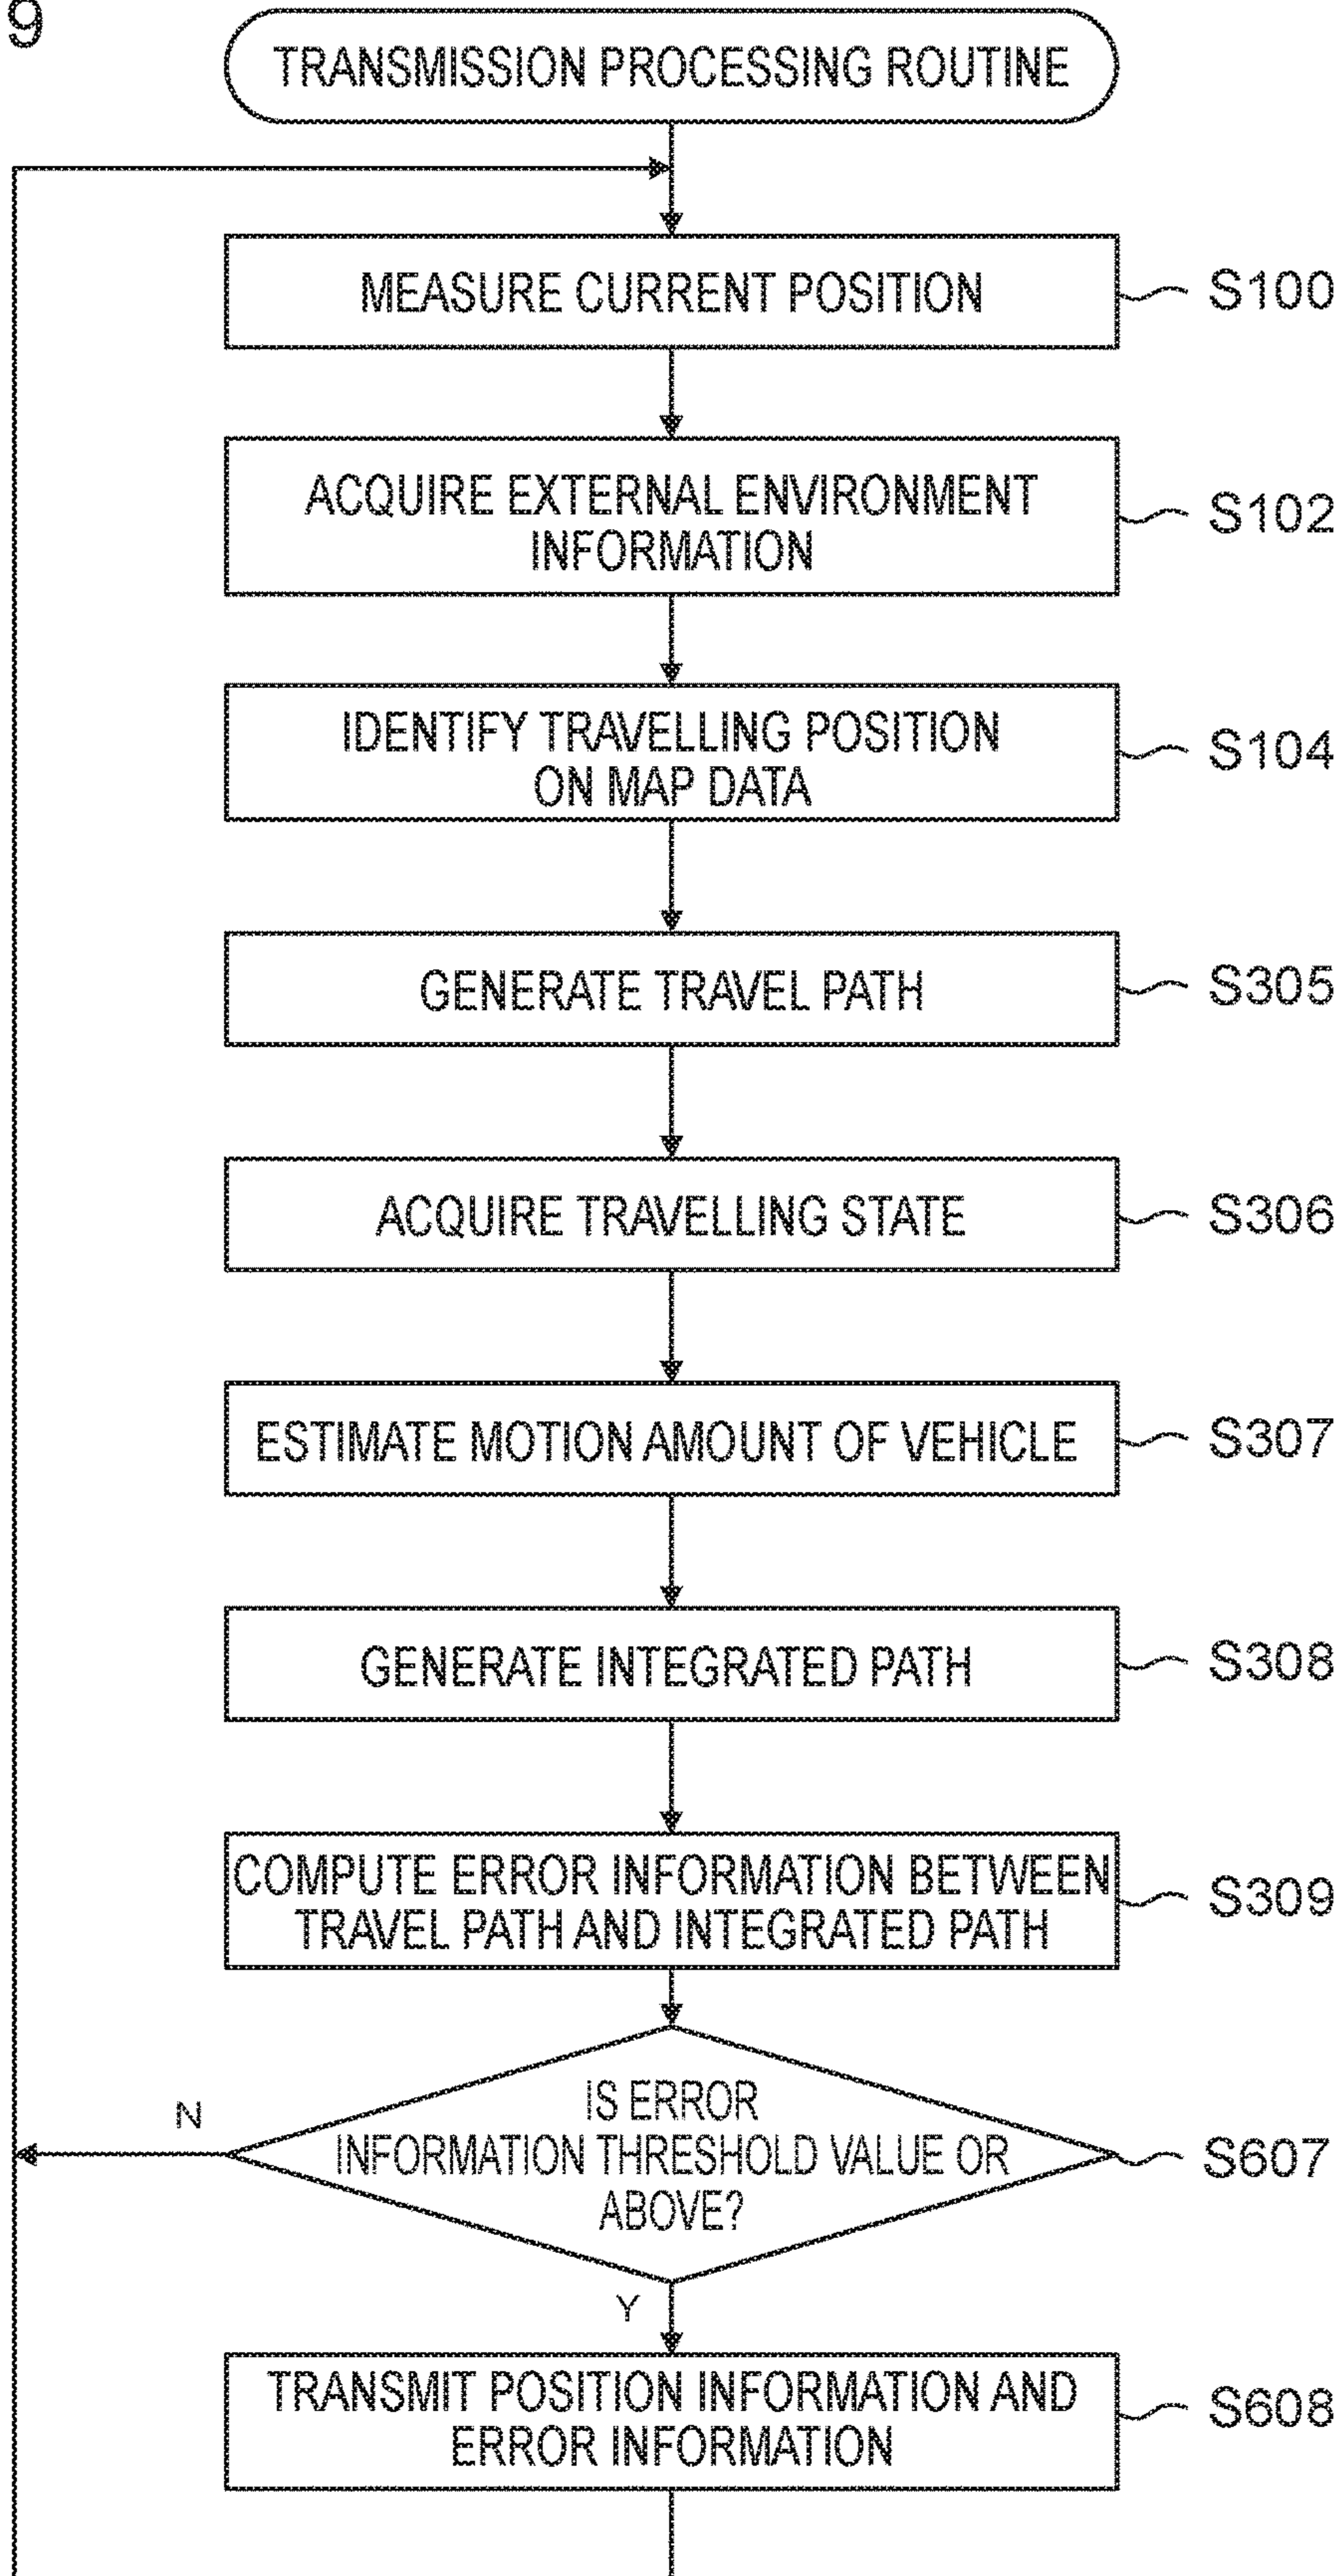 9
TRANSMISSION PROCESSING ROUTINE
MEASURE CURRENT POSITION
S100
ACQUIRE EXTERNAL ENVIRONMENT
INFORMATION
S102
IDENTIFY TRAVELLING POSITION
ON MAP DATA
S104
GENERATE TRAVEL PATH
S305
ACQUIRE TRAVELLING STATE
S306
ESTIMATE MOTION AMOUNT OF VEHICLE
S307
GENERATE INTEGRATED PATH
S308
COMPUTE ERROR INFORMATION BETWEEN
TRAVEL PATH AND INTEGRATED PATH
S309
IS ERROR
INFORMATION THRESHOLD VALUE OR
ABOVE?
S607
N
Y
TRANSMIT POSITION INFORMATION AND
ERROR INFORMATION
S608